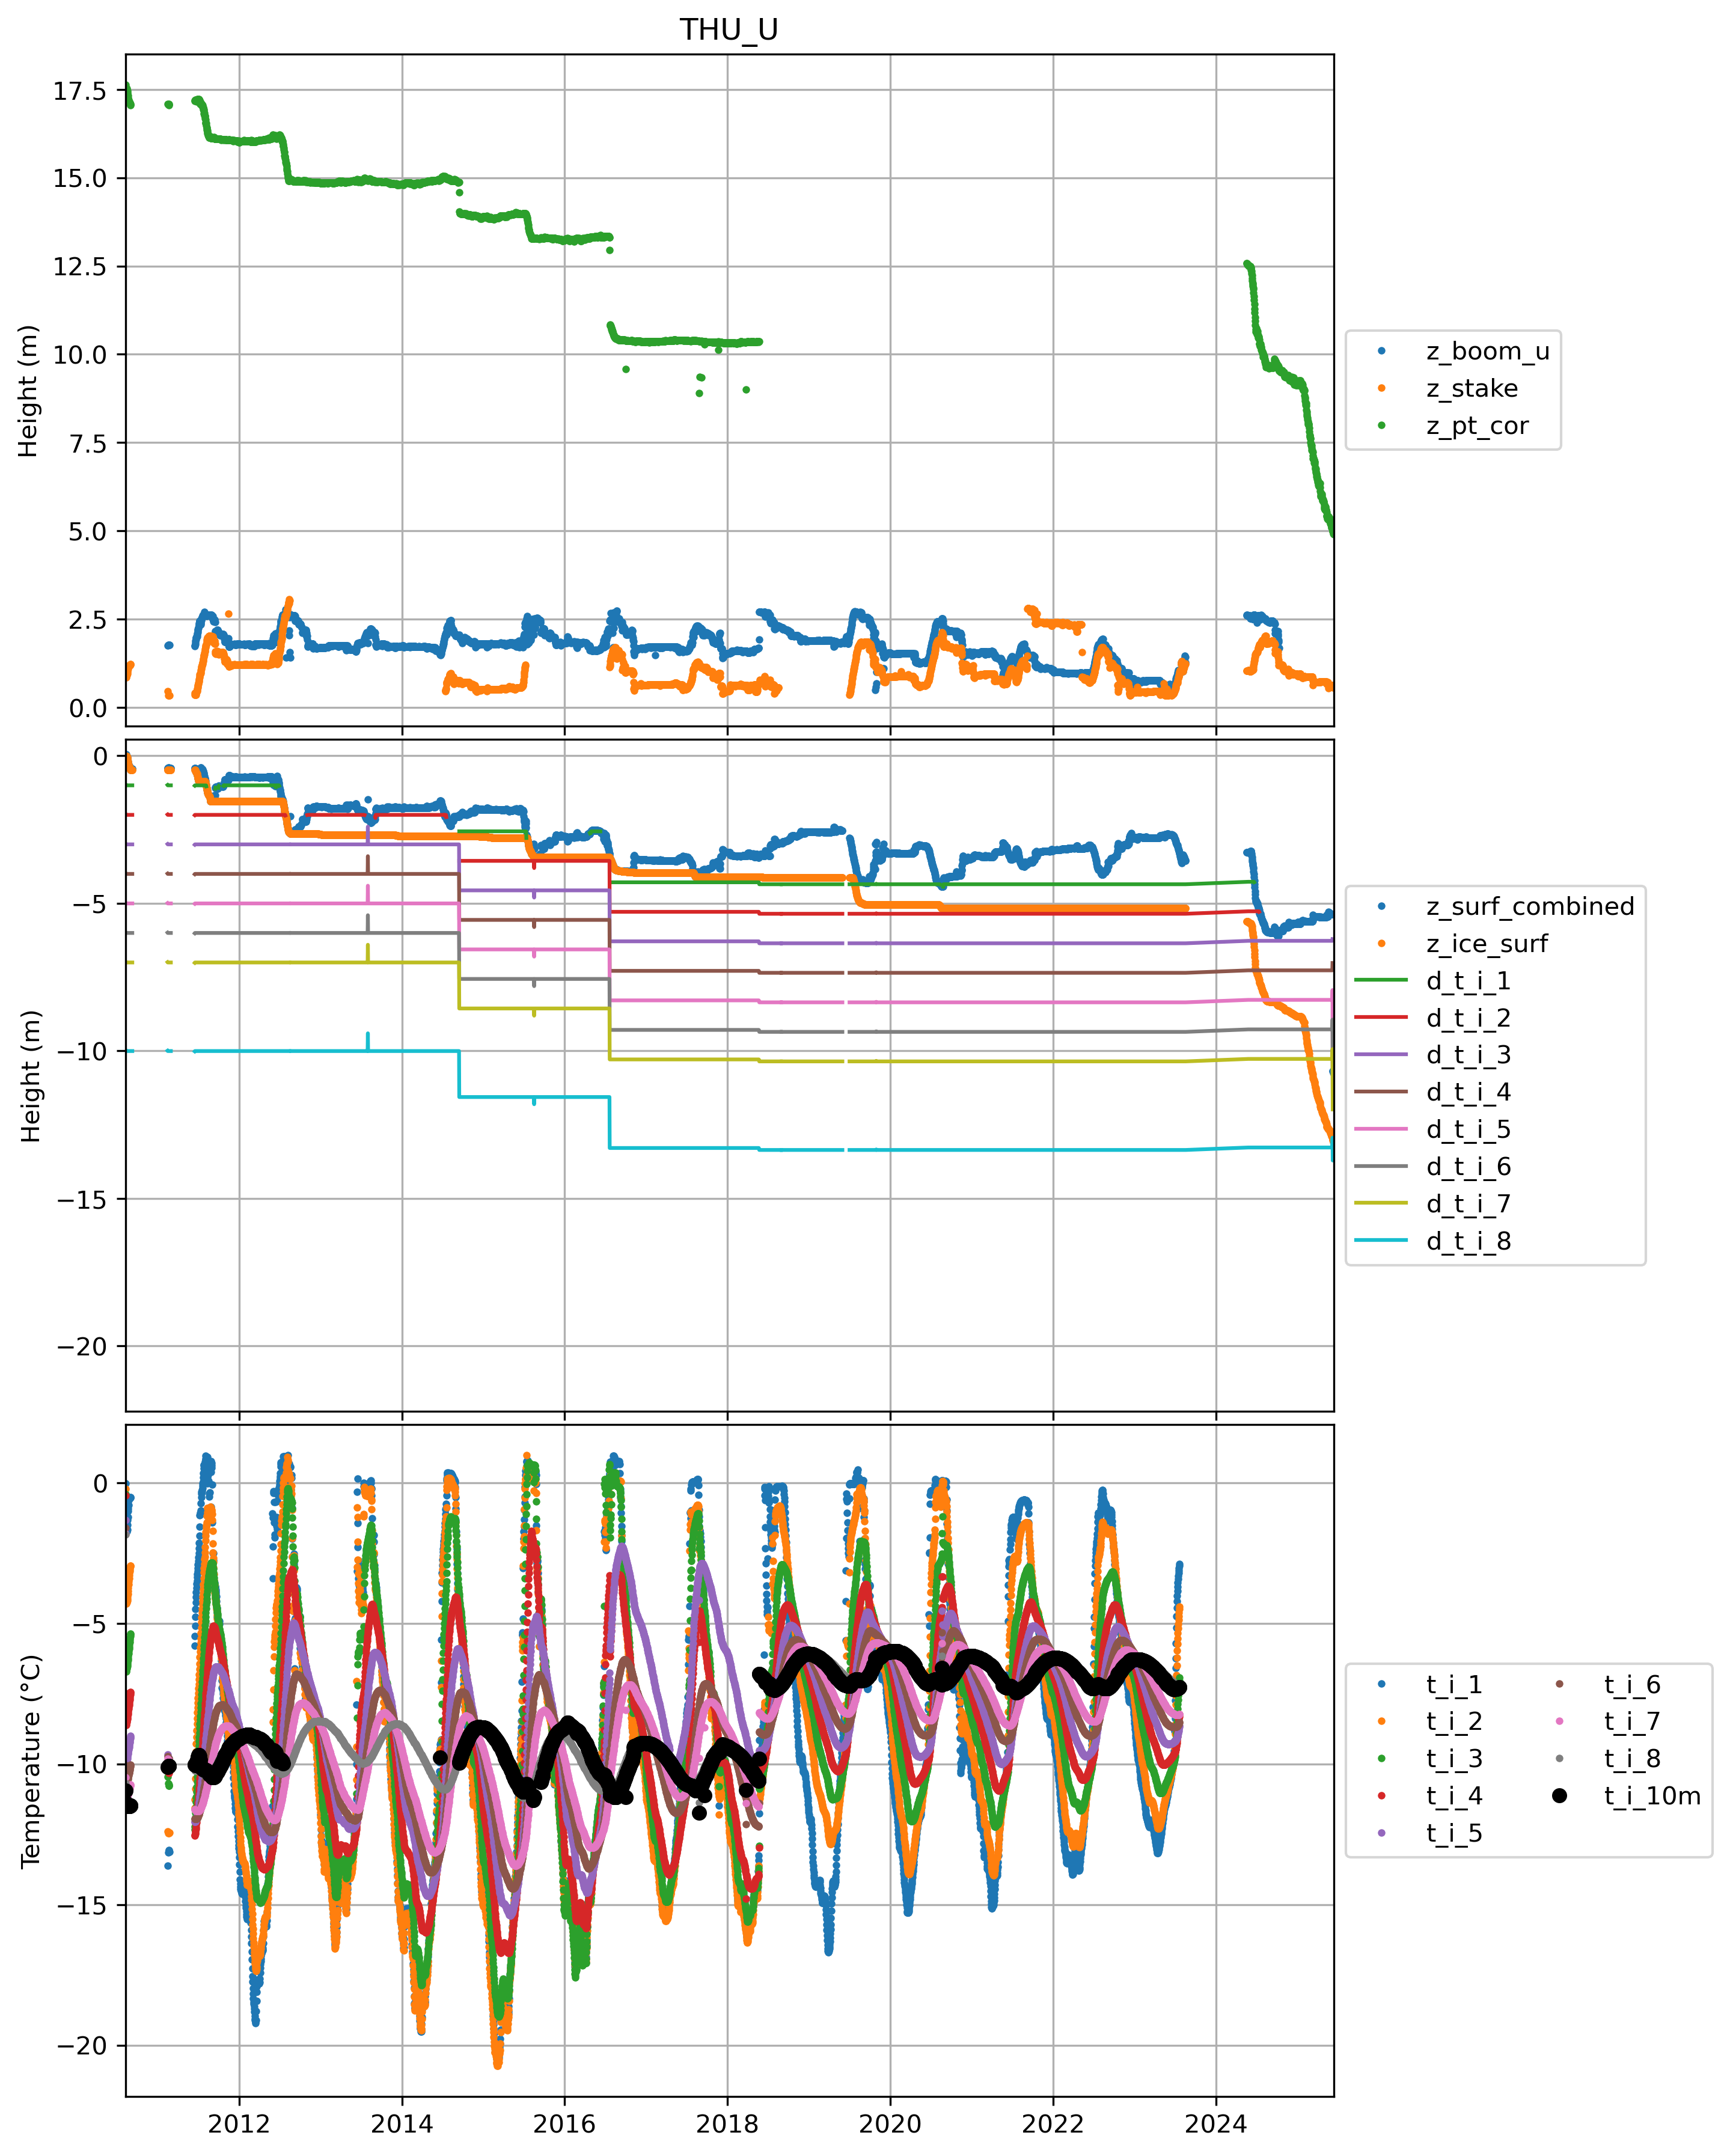 THU_U
Height (m)
17.5
15.0
12.5
10.0
7.5
5.0
2.5
0.0
z_boom_u
z_stake
z_pt_cor
Height (m)
0
−5
−10
−15
−20
z_surf_combined
z_ice_surf
d_t_i_1
d_t_i_2
d_t_i_3
d_t_i_4
d_t_i_5
d_t_i_6
d_t_i_7
d_t_i_8
Temperature (°C)
0
−5
−10
−15
−20
2012 2014 2016 2018 2020 2022 2024
t_i_1 t_i_6
t_i_2 t_i_7
t_i_3 t_i_8
t_i_4 t_i_10m
t_i_5